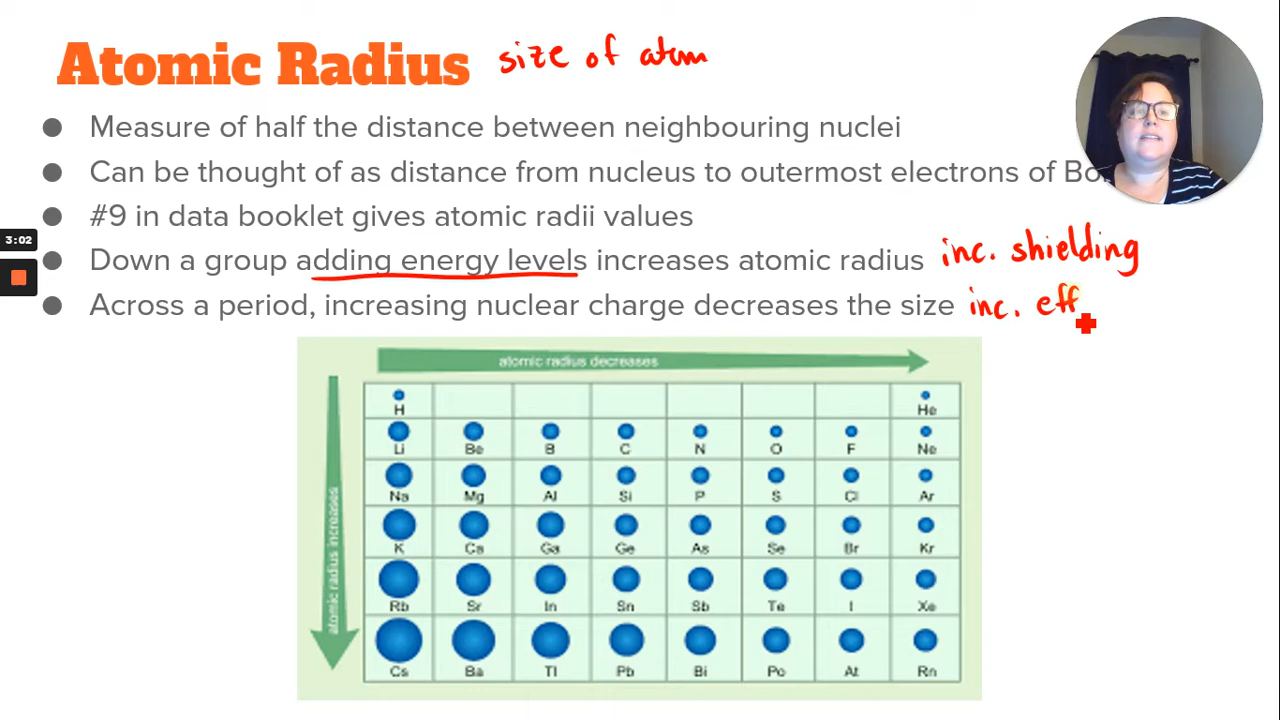 Atomic Radius size of atom
● Measure of half the distance between neighbouring nuclei
● Can be thought of as distance from nucleus to outermost electrons of
● #9 in data booklet gives atomic radii values
3:02
● Down a group adding energy levels increases atomic radius inc. shielding
● Across a period, increasing nuclear charge decreases the size inc. eff
atomic radius decreases
atomic radius increases
H He
Li Be B C N O F Ne
Na Mg Al Si P S Cl Ar
K Ca Ga Ge As Se Br Kr
Rb Sr In Sn Sb Te I Xe
Cs Ba Tl Pb Bi Po At Rn